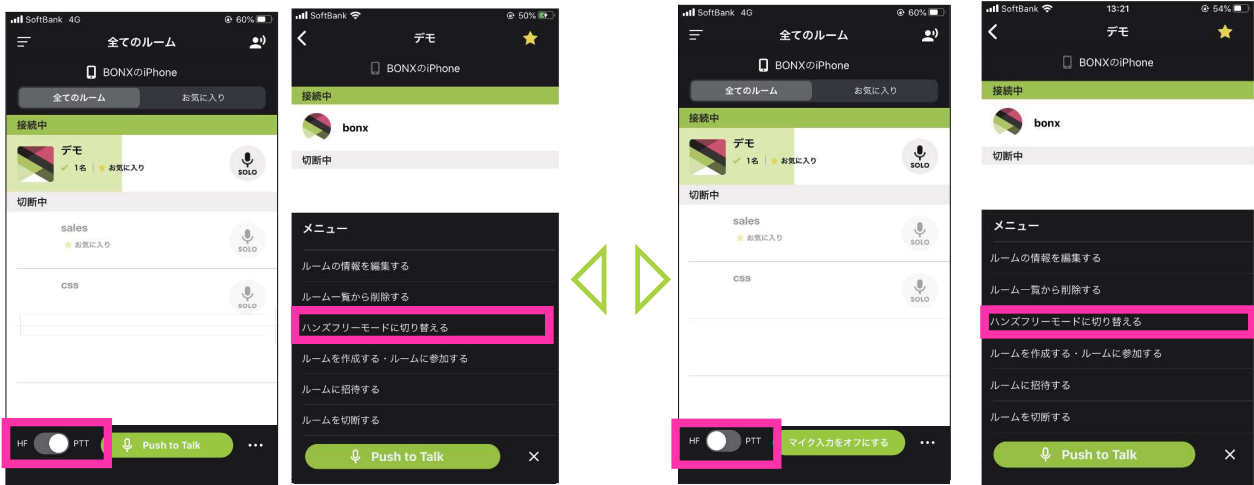 SoftBank 4G 60%
全てのルーム
BONXのiPhone
全てのルーム お気に入り
接続中
デモ
1名 お気に入り
SOLO
切断中
sales
お気に入り
SOLO
css
SOLO
HF PTT Push to Talk
SoftBank 50%
デモ
BONXのiPhone
接続中
bonx
切断中
メニュー
ルームの情報を編集する
ルーム一覧から削除する
ハンズフリーモードに切り替える
ルームを作成する・ルームに参加する
ルームに招待する
ルームを切断する
Push to Talk
SoftBank 4G 60%
全てのルーム
BONXのiPhone
全てのルーム お気に入り
接続中
デモ
1名 お気に入り
SOLO
切断中
sales
お気に入り
SOLO
css
SOLO
HF PTT マイク入力をオフにする
SoftBank 13:21 54%
デモ
BONXのiPhone
接続中
bonx
切断中
メニュー
ルームの情報を編集する
ルーム一覧から削除する
ハンズフリーモードに切り替える
ルームを作成する・ルームに参加する
ルームに招待する
ルームを切断する
Push to Talk